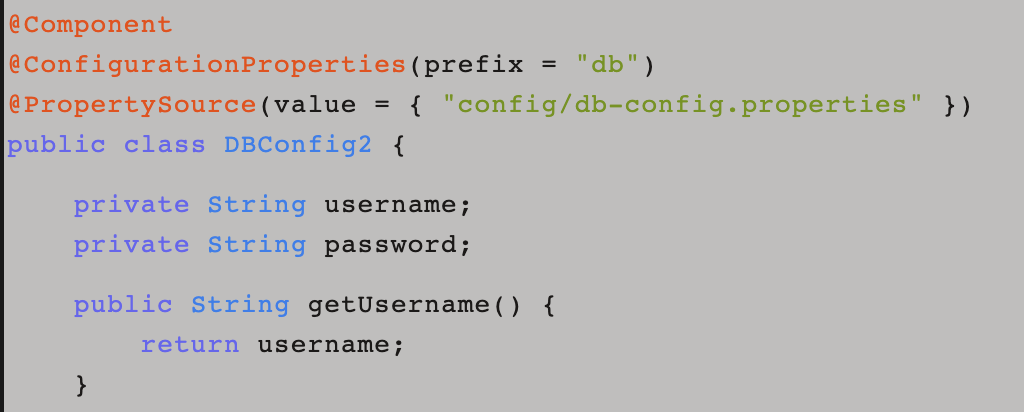 @Component
@ConfigurationProperties(prefix = "db")
@PropertySource(value = { "config/db-config.properties" })
public class DBConfig2 {
    private String username;
    private String password;
    public String getUsername() {
        return username;
    }